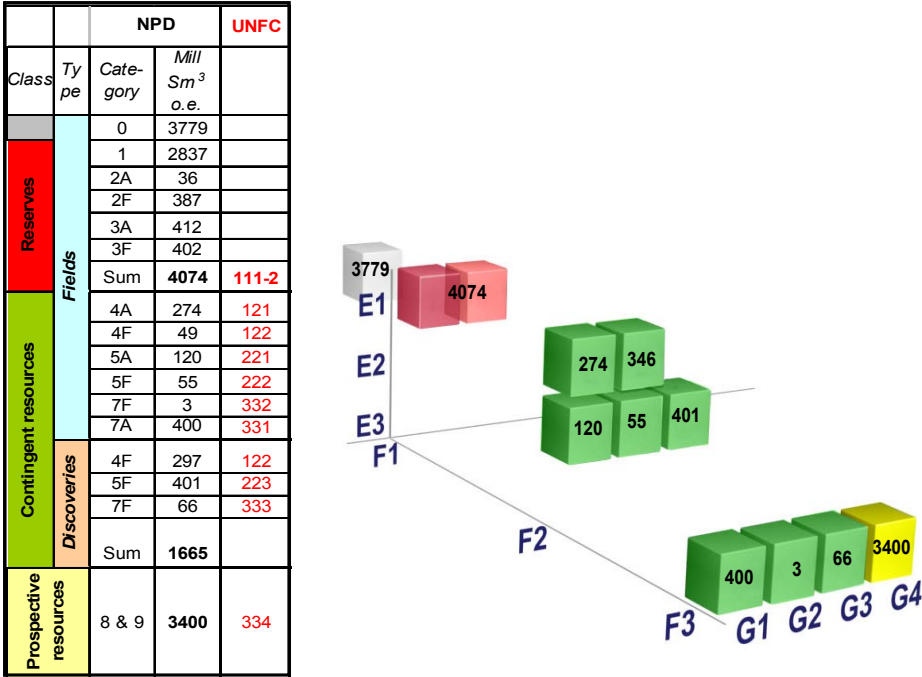 NPD UNFC
Class Ty pe Cate- gory Mill Sm³ o.e.
0 3779
1 2837
2A 36
2F 387
3A 412
3F 402
Sum 4074 111-2
Reserves
Fields
4A 274 121
4F 49 122
5A 120 221
5F 55 222
7F 3 332
7A 400 331
Contingent resources
Discoveries
4F 297 122
5F 401 223
7F 66 333
Sum 1665
Prospective
resources
8 & 9 3400 334
3779
4074
E1
E2
E3
F1
274 346
120 55 401
F2
F3
400 3 66 3400
G1 G2 G3 G4